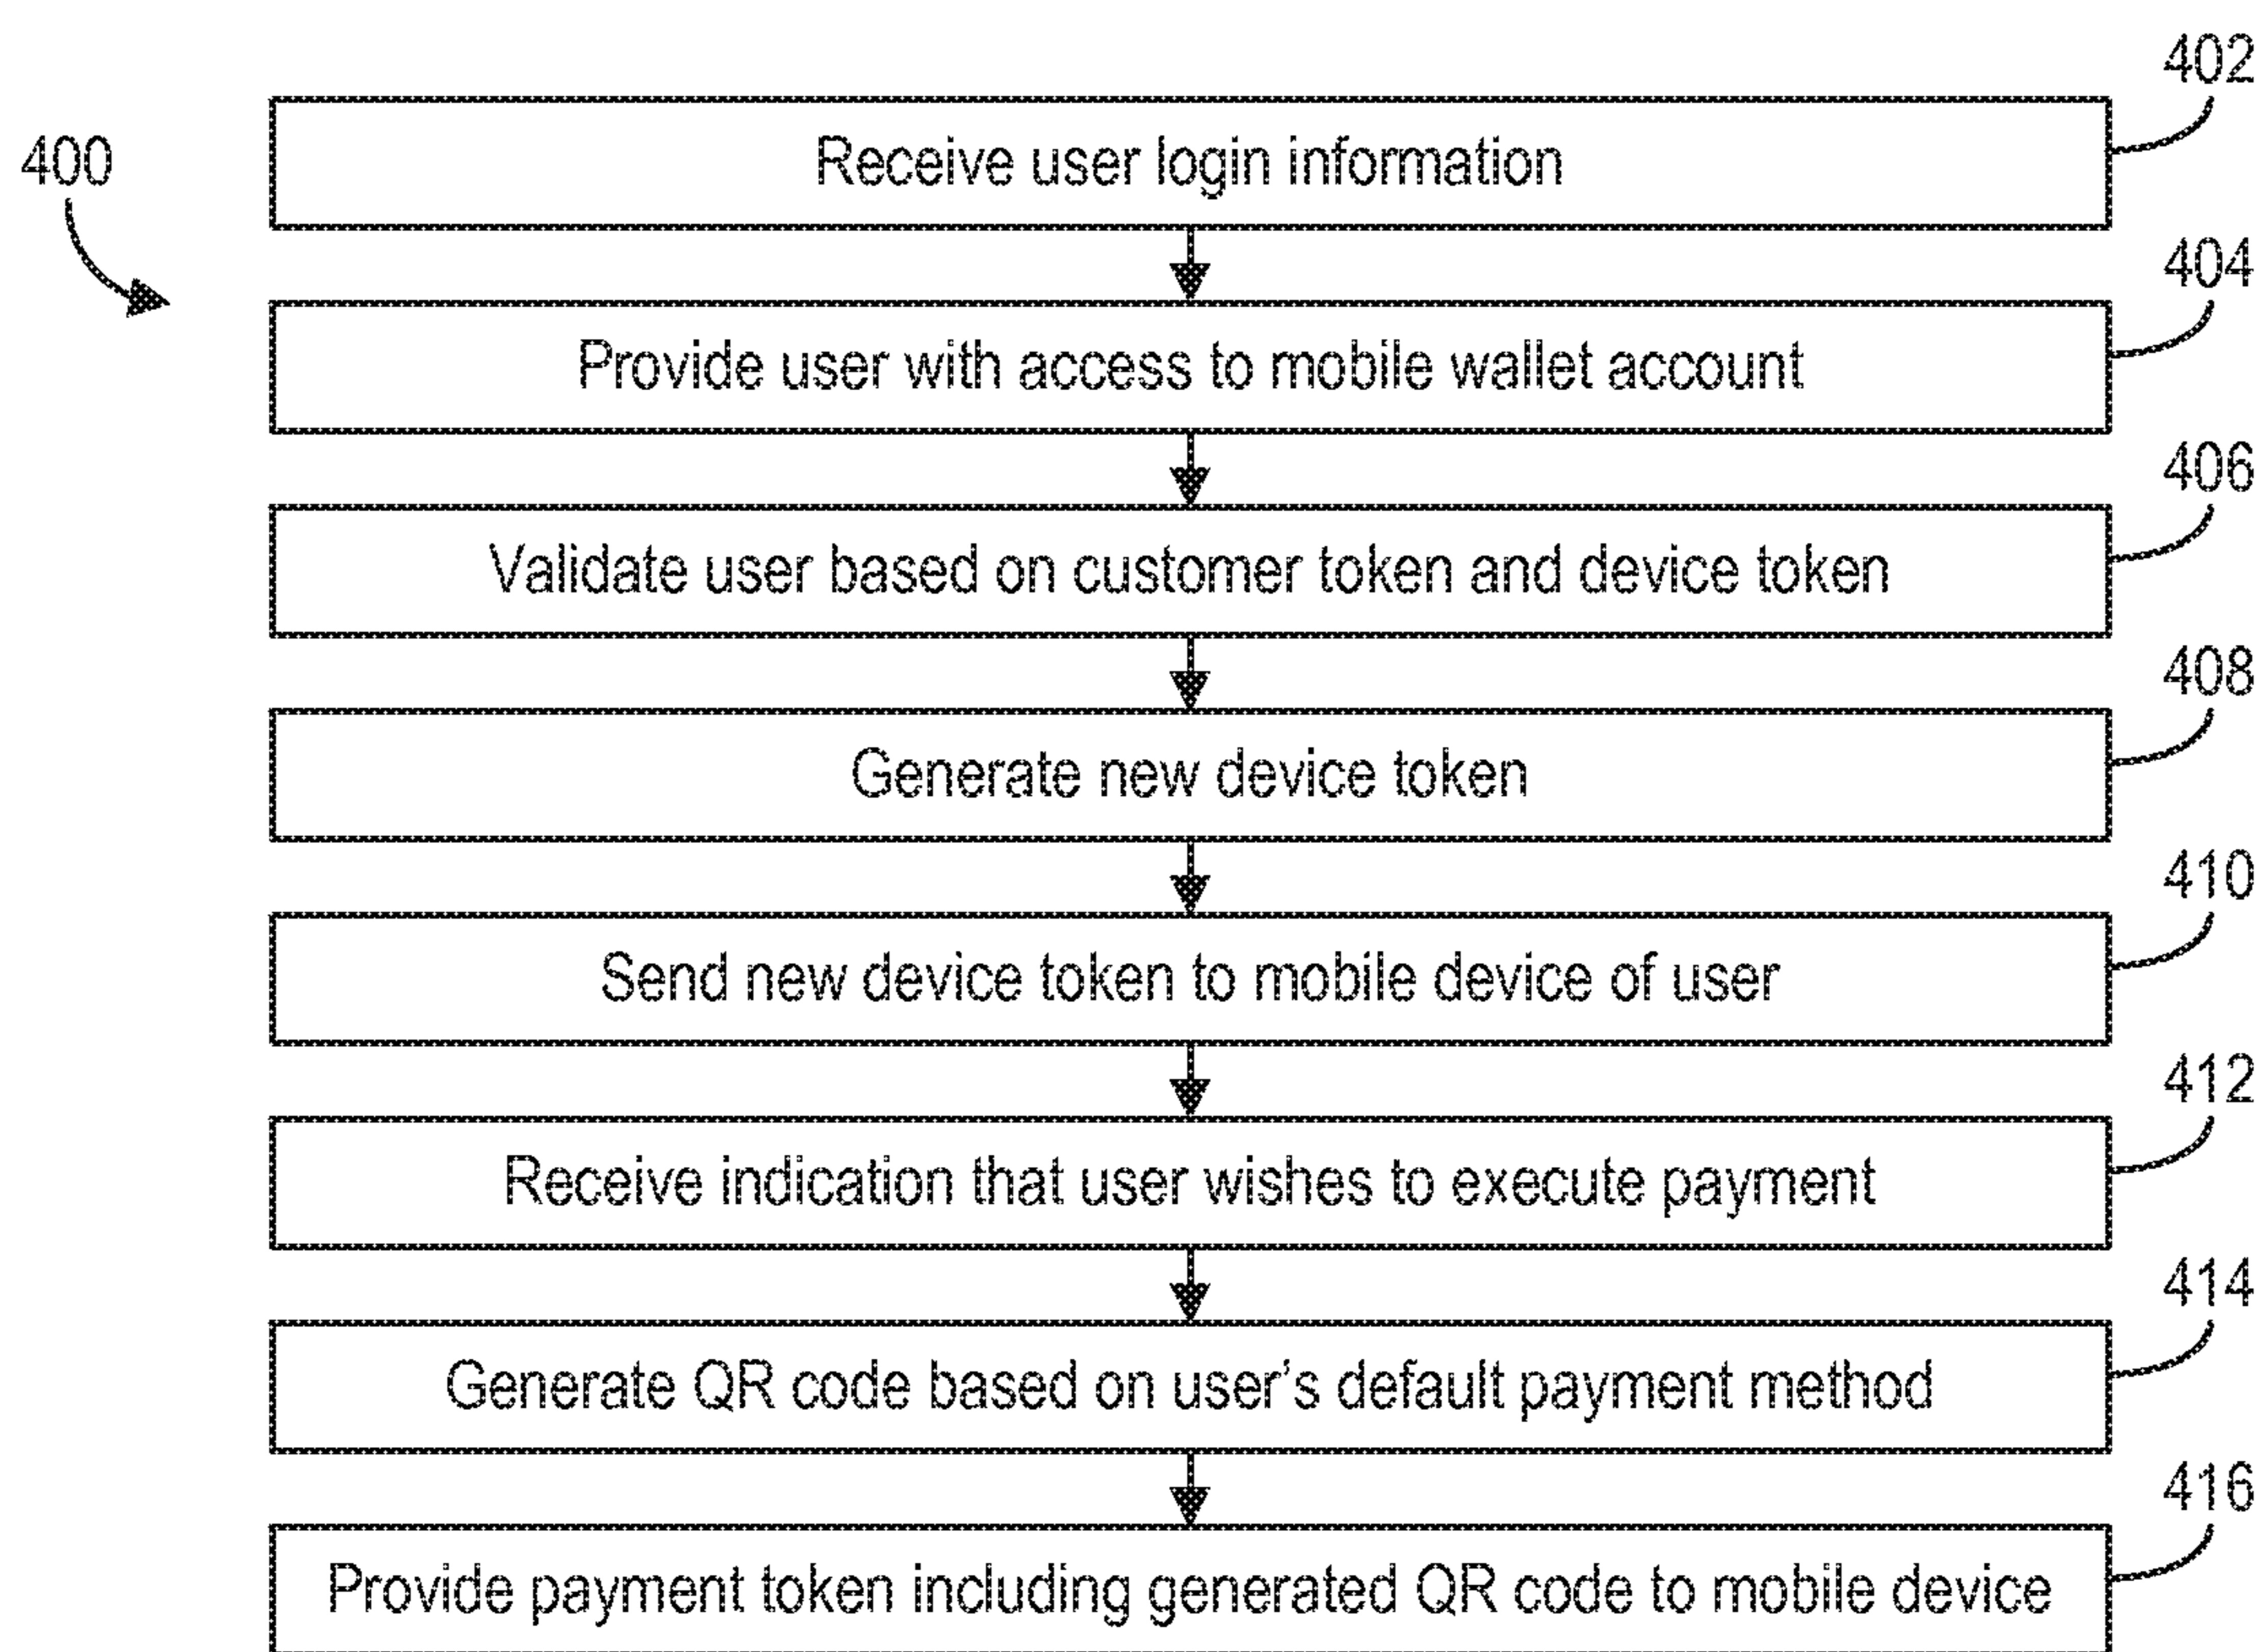 402
400
Receive user login information
404
Provide user with access to mobile wallet account
406
Validate user based on customer token and device token
408
Generate new device token
410
Send new device token to mobile device of user
412
Receive indication that user wishes to execute payment
414
Generate QR code based on user's default payment method
416
Provide payment token including generated QR code to mobile device